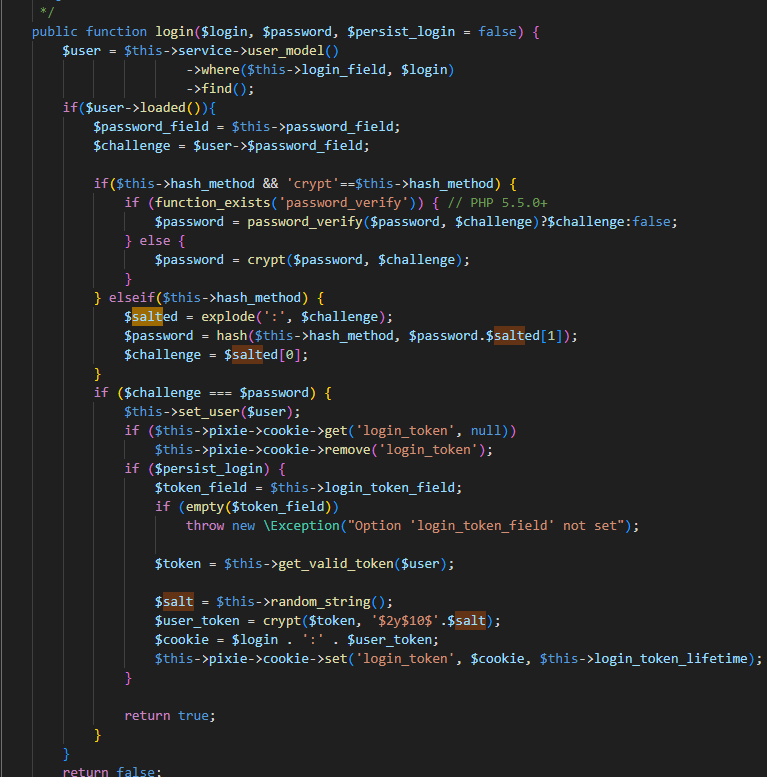 */
public function login($login, $password, $persist_login = false) {
$user = $this->service->user_model()
->where($this->login_field, $login)
->find();
if($user->loaded()){
$password_field = $this->password_field;
$challenge = $user->$password_field;
if($this->hash_method && 'crypt'==$this->hash_method) {
if (function_exists('password_verify')) { // PHP 5.5.0+
$password = password_verify($password, $challenge)?$challenge:false;
} else {
$password = crypt($password, $challenge);
}
} elseif($this->hash_method) {
$salted = explode(':', $challenge);
$password = hash($this->hash_method, $password.$salted[1]);
$challenge = $salted[0];
}
if ($challenge === $password) {
$this->set_user($user);
if ($this->pixie->cookie->get('login_token', null))
$this->pixie->cookie->remove('login_token');
if ($persist_login) {
$token_field = $this->login_token_field;
if (empty($token_field))
throw new \Exception("Option 'login_token_field' not set");
$token = $this->get_valid_token($user);
$salt = $this->random_string();
$user_token = crypt($token, '$2y$10$'.$salt);
$cookie = $login . ':' . $user_token;
$this->pixie->cookie->set('login_token', $cookie, $this->login_token_lifetime);
}
return true;
}
}
return false;